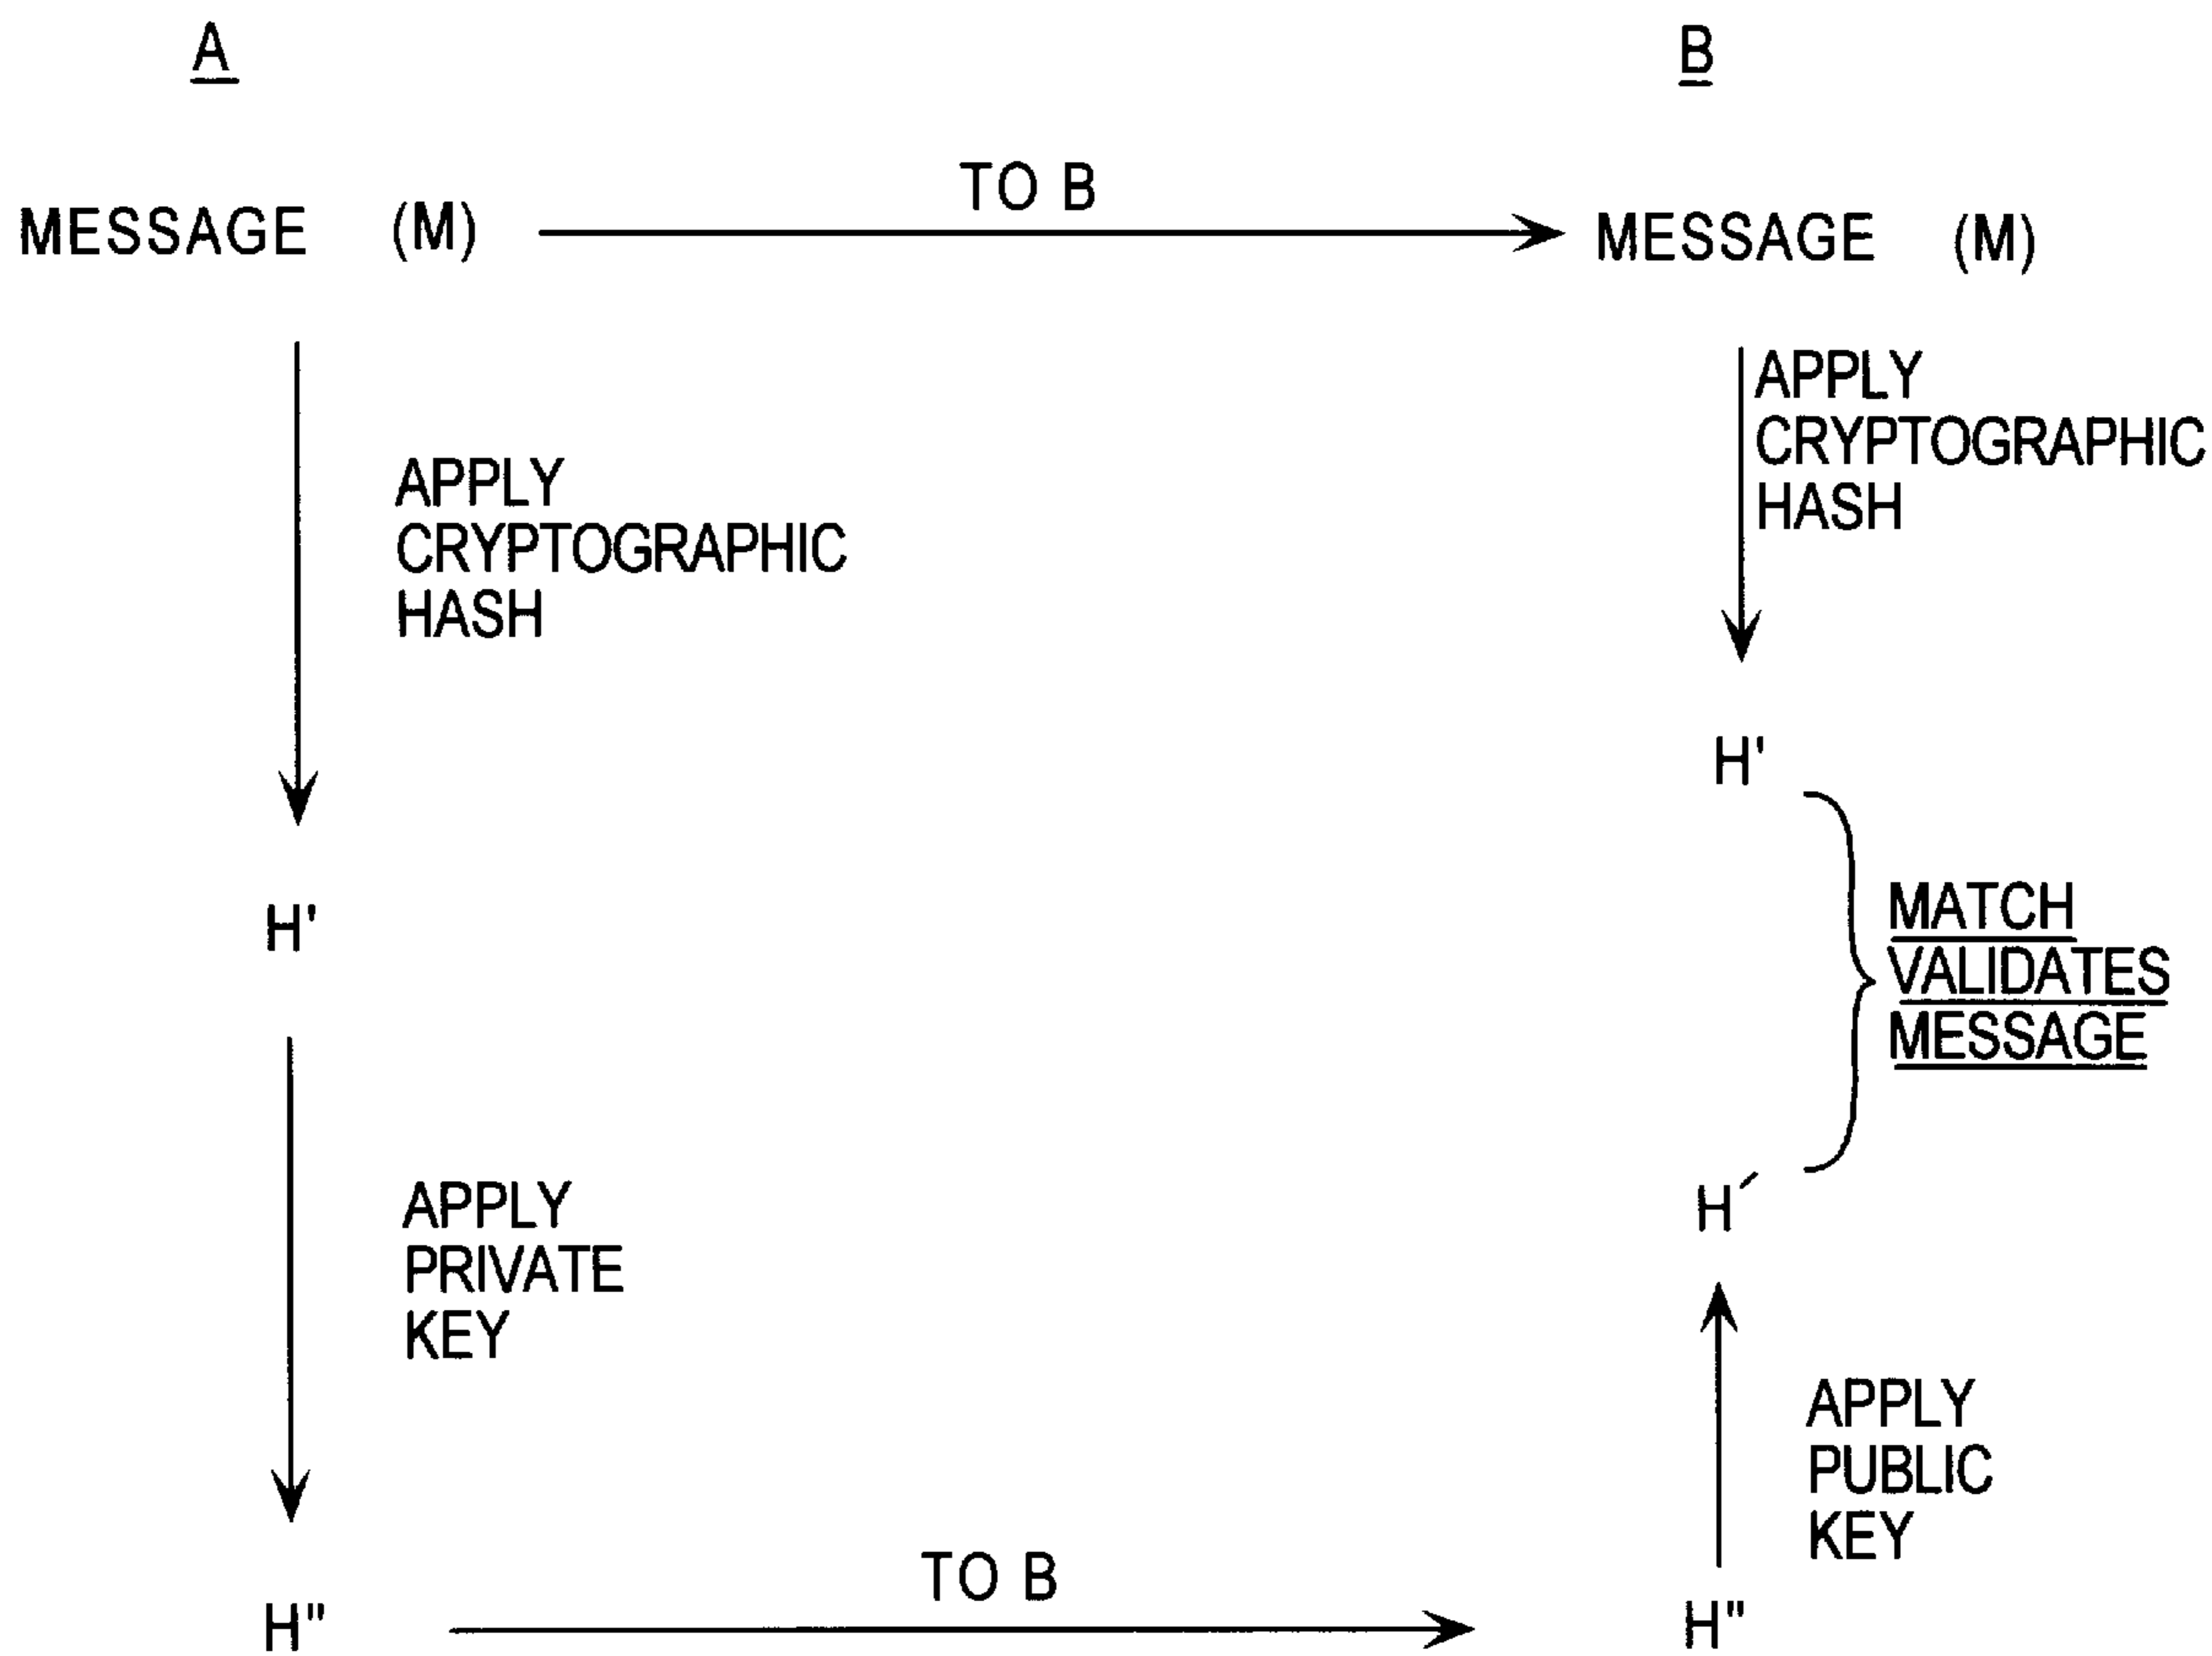 A
B
TO B
MESSAGE (M)
MESSAGE (M)
APPLY
CRYPTOGRAPHIC
HASH
APPLY
CRYPTOGRAPHIC
HASH
H'
H'
MATCH
VALIDATES
MESSAGE
APPLY
PRIVATE
KEY
H´
APPLY
PUBLIC
KEY
TO B
H"
H"